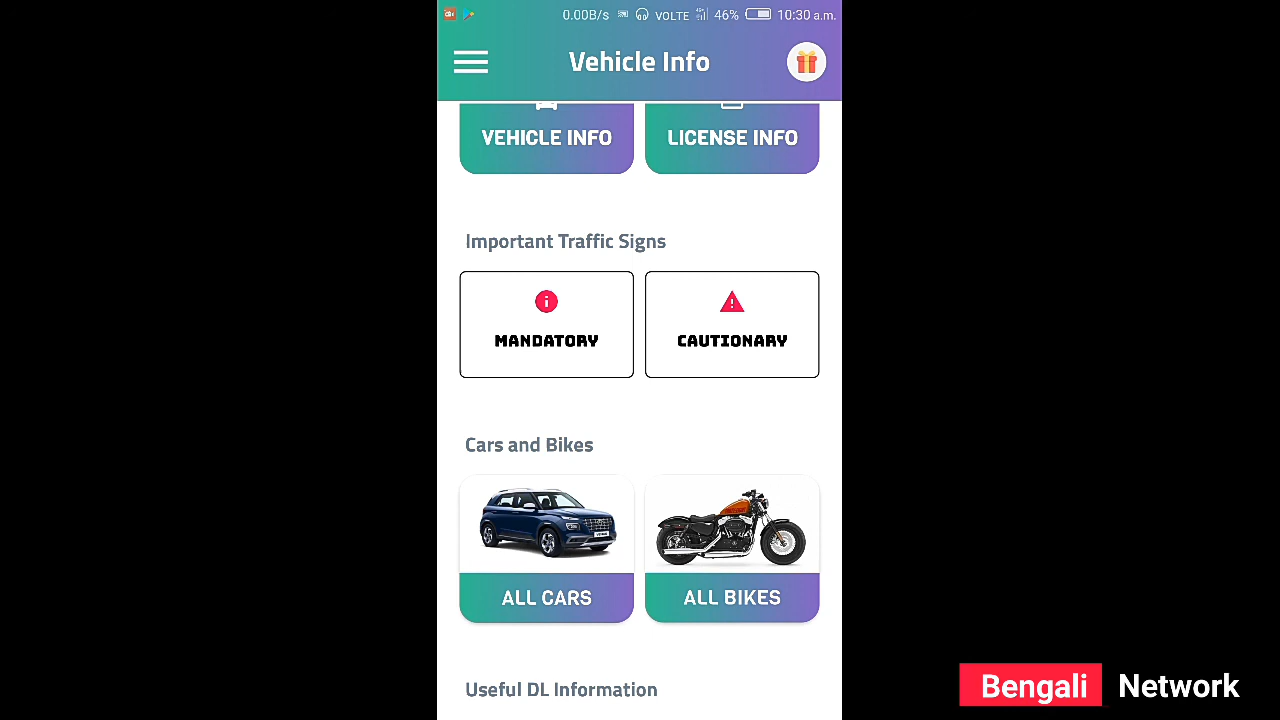 0.00B/s VOLTE 46% 10:30 a.m.
Vehicle Info
VEHICLE INFO
LICENSE INFO
Important Traffic Signs
MANDATORY
CAUTIONARY
Cars and Bikes
ALL CARS
ALL BIKES
Useful DL Information
Bengali Network